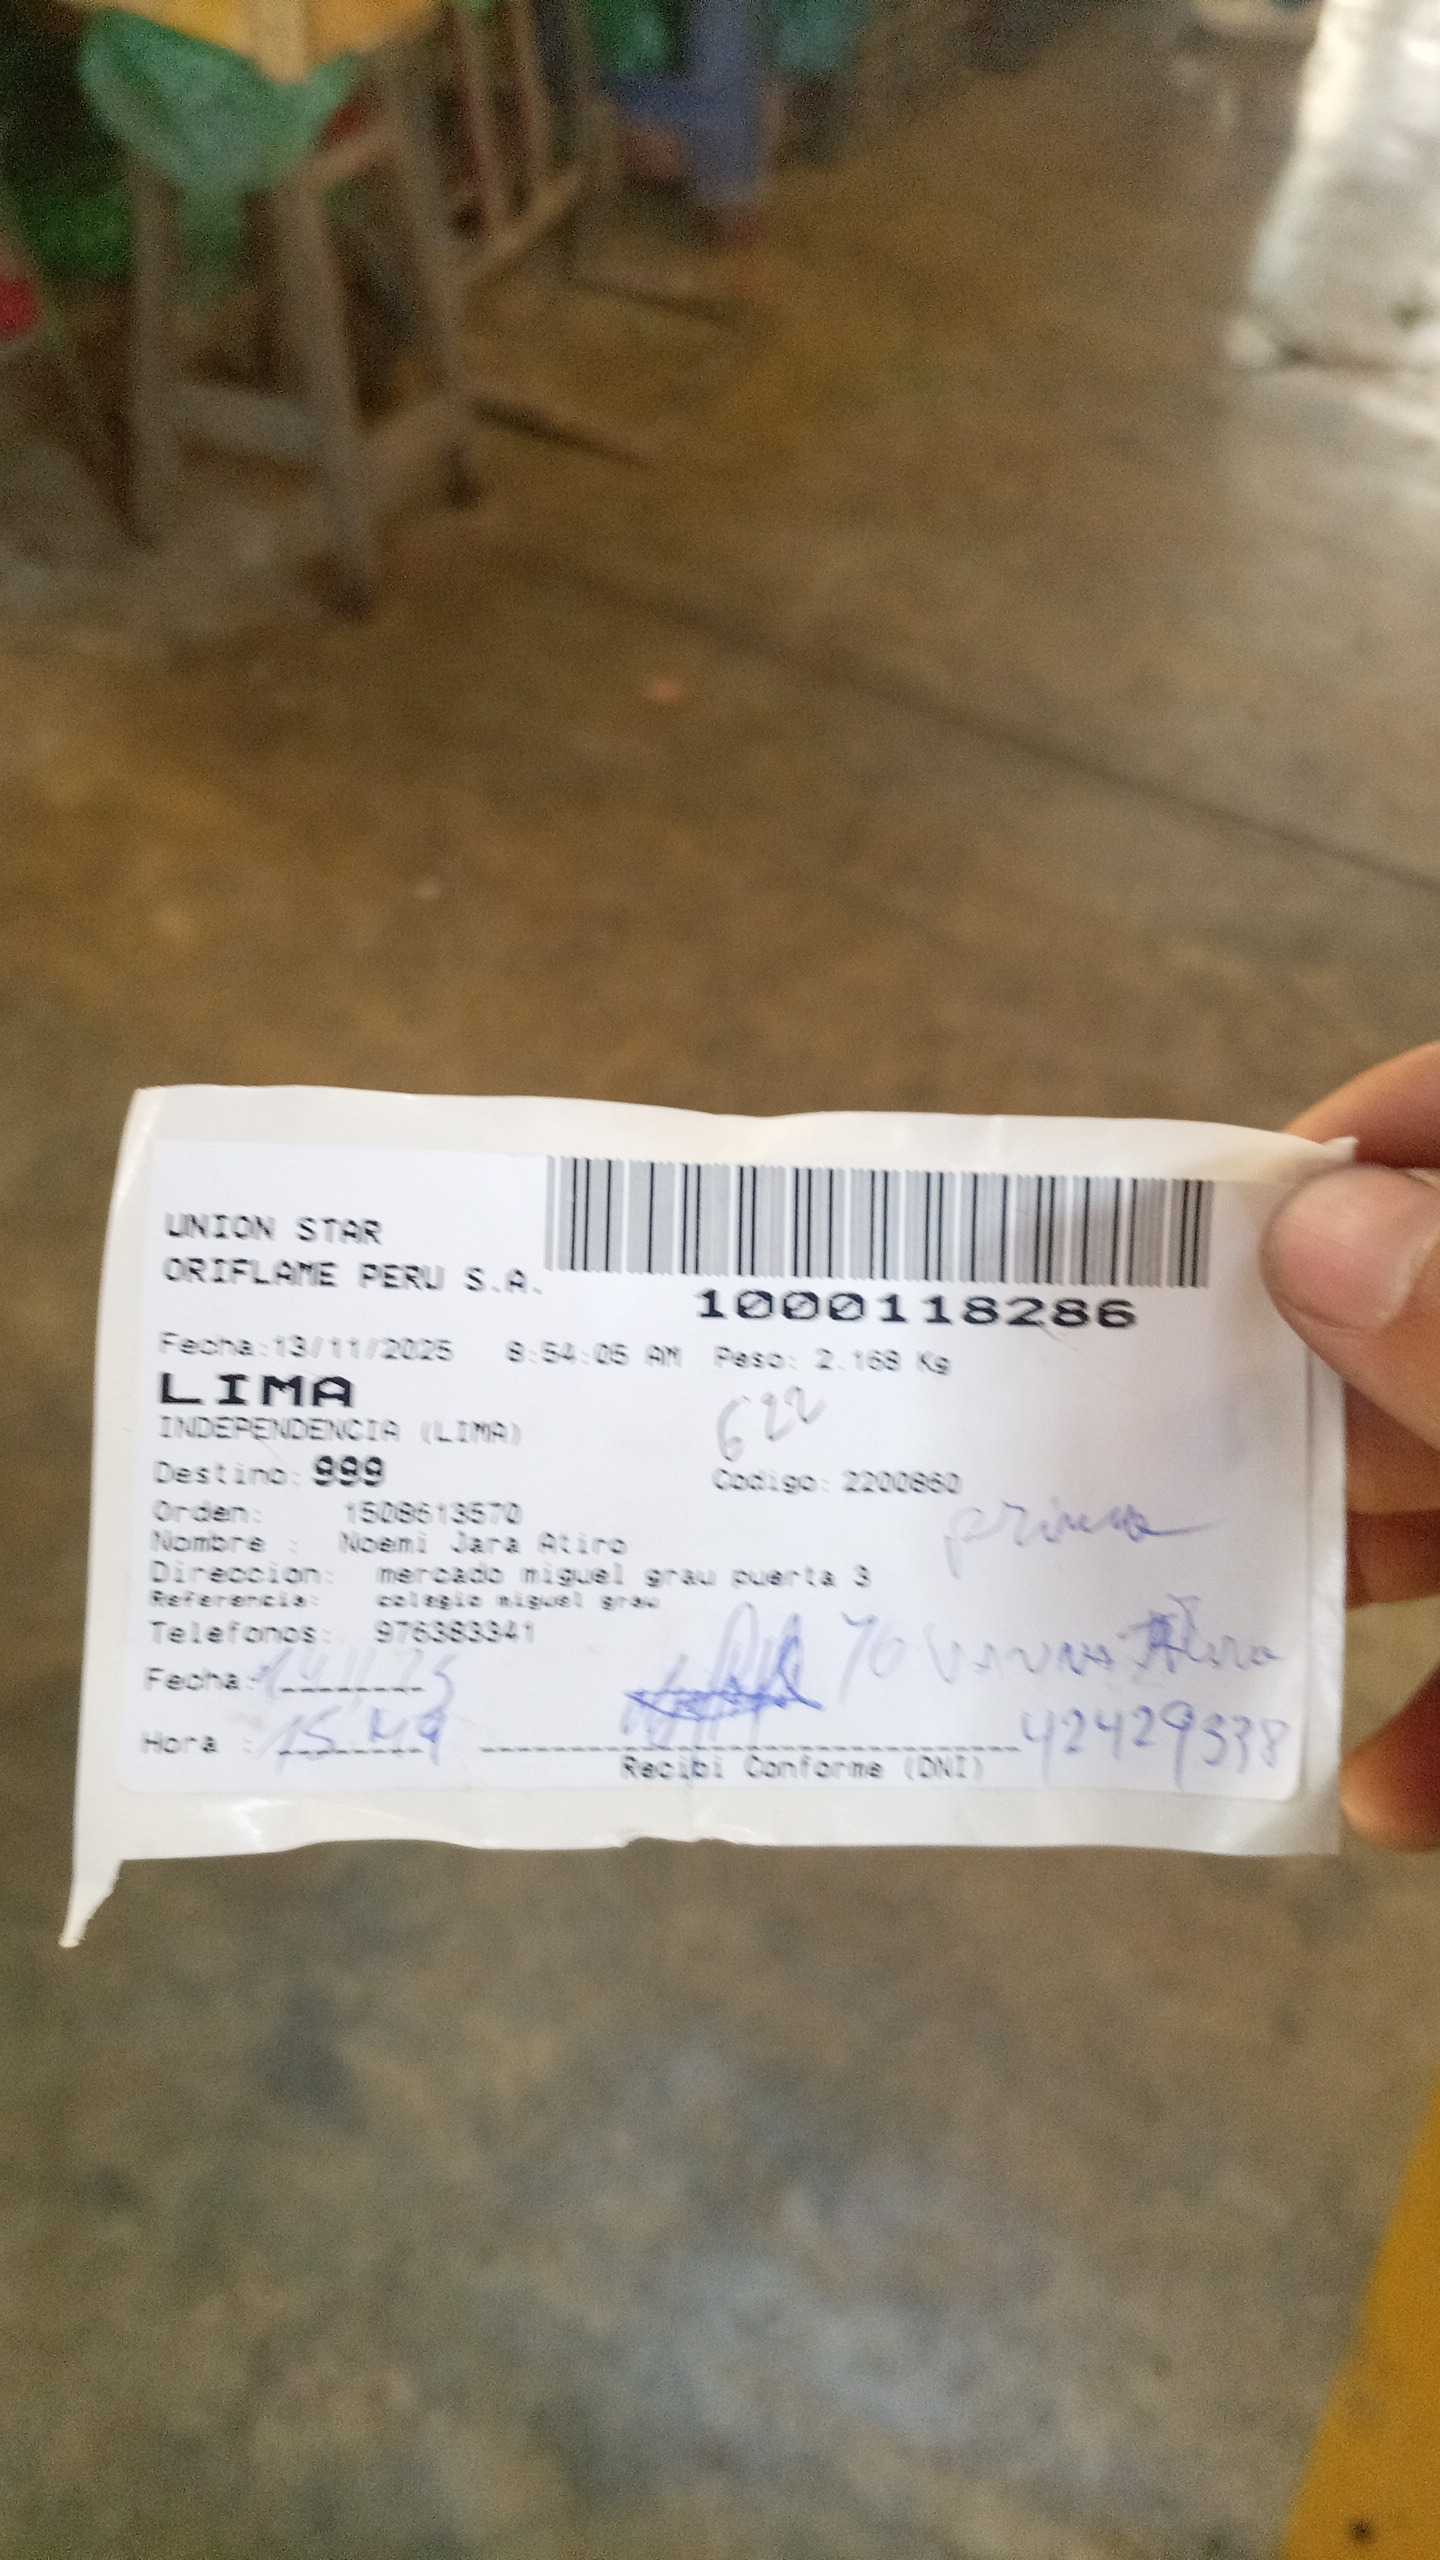 UNION STAR
ORIFLAME PERU S.A.
1000118286
Fecha:13/11/2025 8:54:05 AM Peso: 2.168 Kg
LIMA
INDEPENDENCIA (LIMA)
622
Destino: 999 Codigo: 2200860
Orden: 1508613570
prima
Nombre : Noemi Jara Atiro
Direccion: mercado miguel grau puerta 3
Referencia: colegio miguel grau
Telefonos: 976383341
Fecha:
Hora : 42429338
Recibi Conforme (DNI)